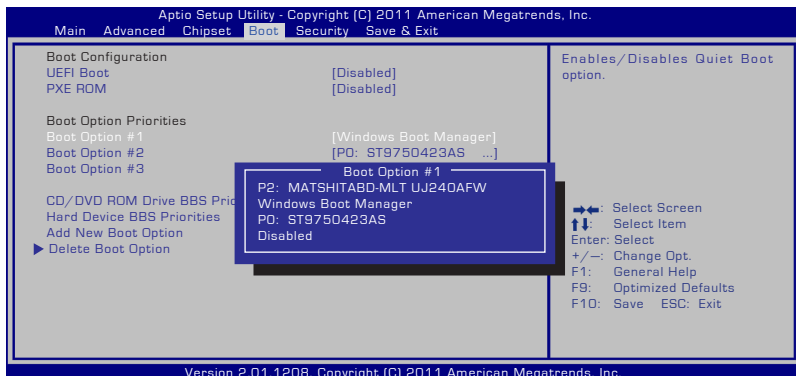 Aptio Setup Utility - Copyright (C) 2011 American Megatrends, Inc.
Main Advanced Chipset Boot Security Save & Exit
Boot Configuration
UEFI Boot [Disabled]
PXE ROM [Disabled]
Boot Option Priorities
Boot Option #1 [Windows Boot Manager]
Boot Option #2 [P0: ST9750423AS ...]
Boot Option #3
CD/DVD ROM Drive BBS Prio
Hard Device BBS Priorities
Add New Boot Option
Delete Boot Option
Boot Option #1
P2: MATSHITABD-MLT UJ240AFW
Windows Boot Manager
P0: ST9750423AS
Disabled
Enables/Disables Quiet Boot
option.
→←: Select Screen
↑↓: Select Item
Enter: Select
+/—: Change Opt.
F1: General Help
F9: Optimized Defaults
F10: Save ESC: Exit
Version 2.01.1208. Copyright (C) 2011 American Megatrends, Inc.